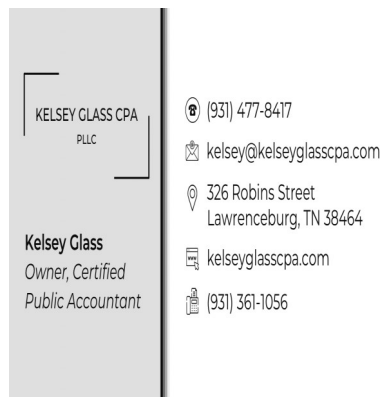 KELSEY GLASS CPA
PLLC
Kelsey Glass
Owner, Certified
Public Accountant
(931) 477-8417
kelsey@kelseyglasscpa.com
326 Robins Street
Lawrenceburg, TN 38464
kelseyglasscpa.com
(931) 361-1056